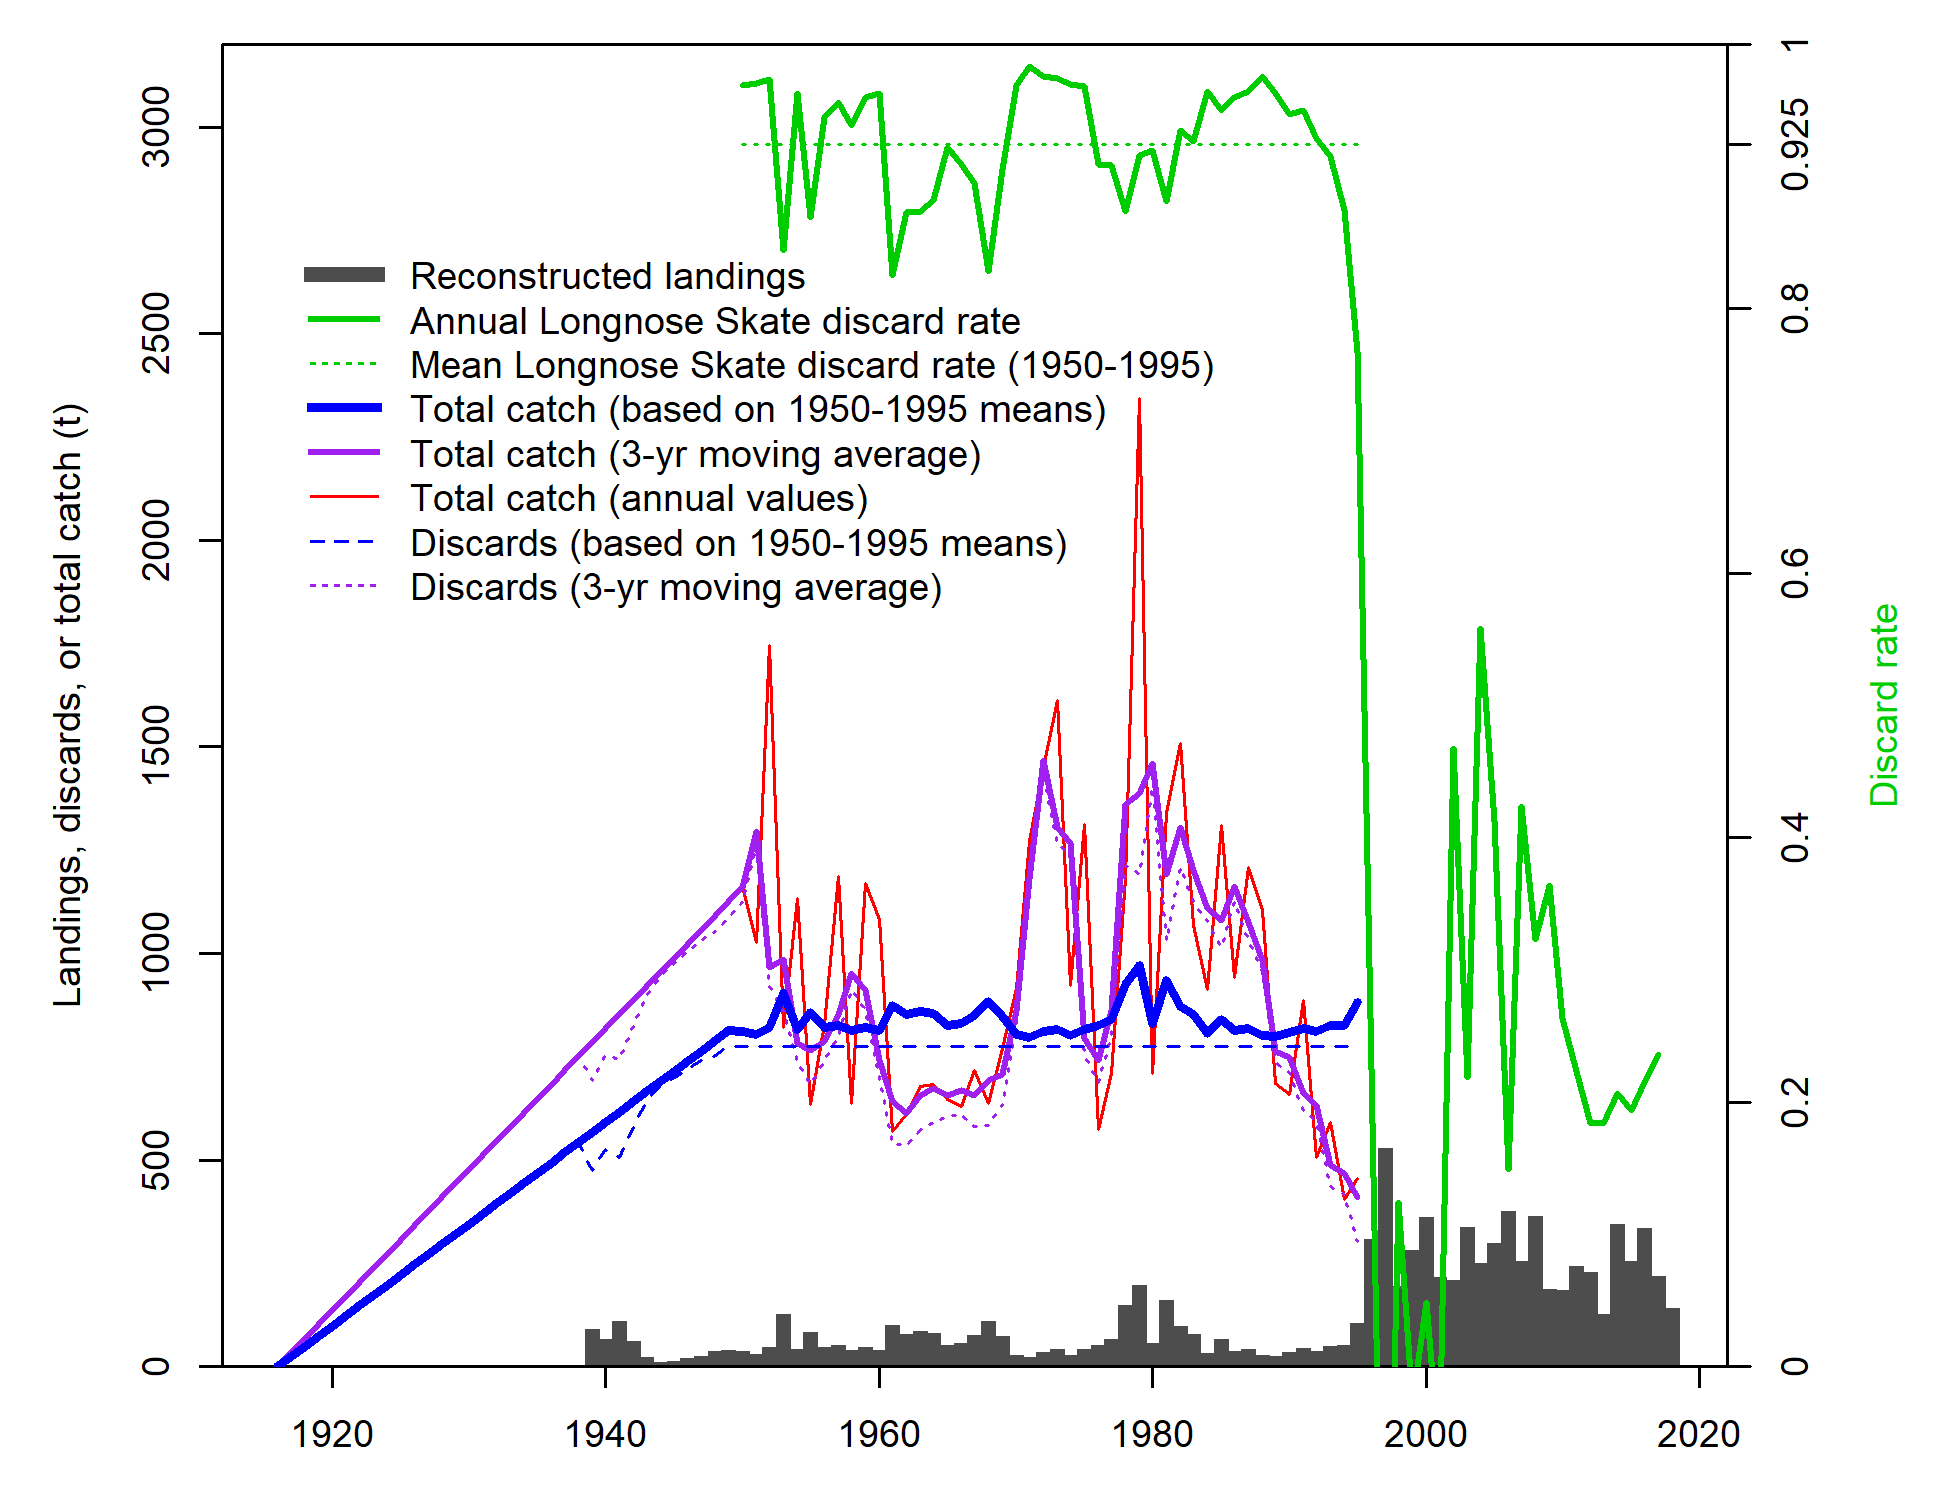 Landings, discards, or total catch (t)
3000
2500
2000
1500
1000
500
0
Reconstructed landings
Annual Longnose Skate discard rate
Mean Longnose Skate discard rate (1950-1995)
Total catch (based on 1950-1995 means)
Total catch (3-yr moving average)
Total catch (annual values)
Discards (based on 1950-1995 means)
Discards (3-yr moving average)
1
0.925
0.8
0.6
0.4
0.2
0
Discard rate
1920 1940 1960 1980 2000 2020